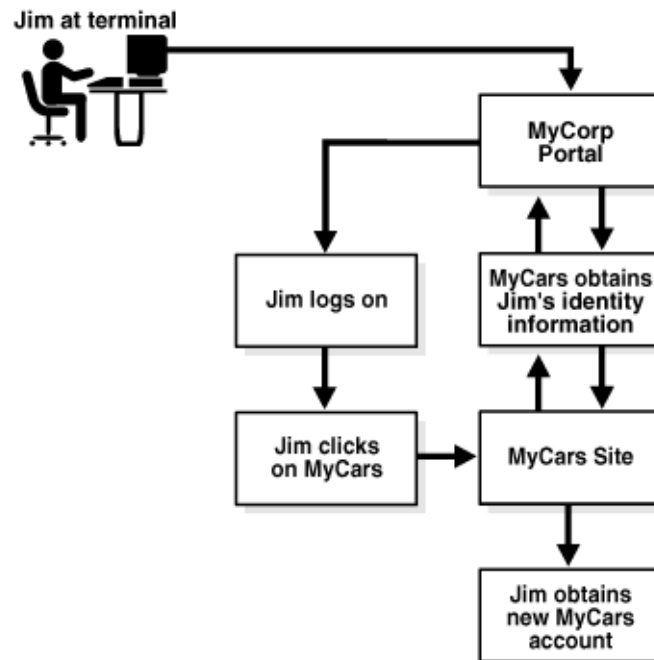 Jim at terminal
MyCorp
Portal
Jim logs on
MyCars obtains
Jim's identity
information
Jim clicks
on MyCars
MyCars Site
Jim obtains
new MyCars
account